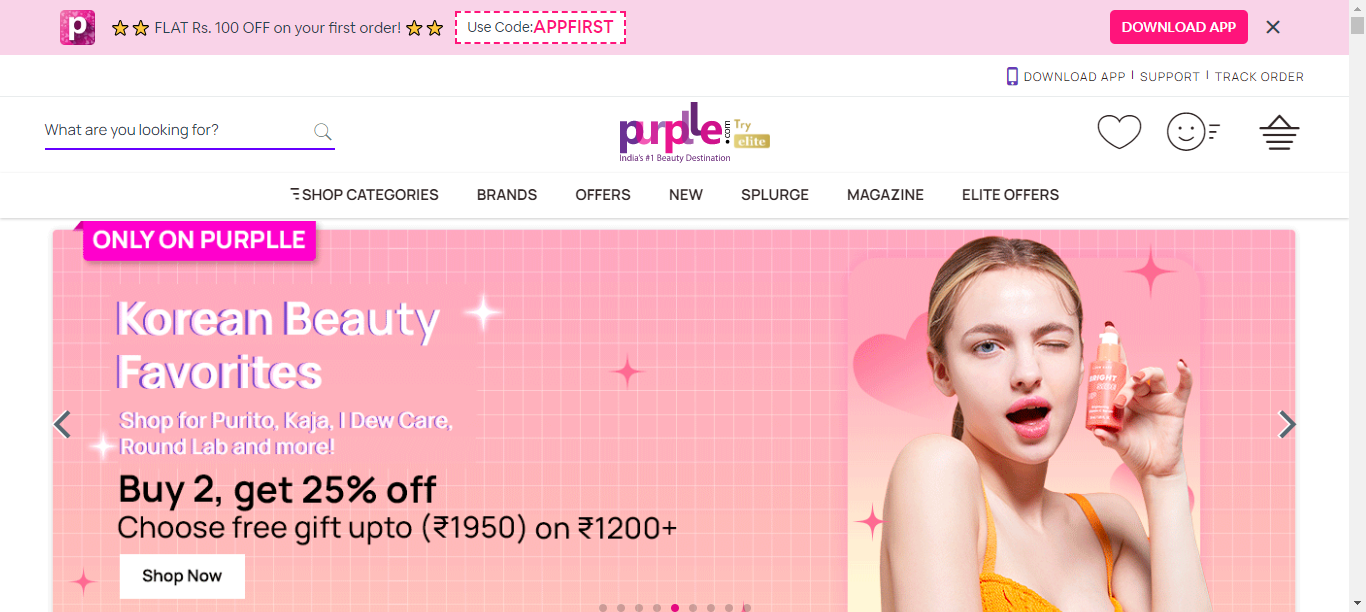 FLAT Rs. 100 OFF on your first order!
Use Code:APPFIRST
DOWNLOAD APP
DOWNLOAD APP | SUPPORT | TRACK ORDER
What are you looking for?
purplle.com
Try
elite
India's #1 Beauty Destination
SHOP CATEGORIES BRANDS OFFERS NEW SPLURGE MAGAZINE ELITE OFFERS
ONLY ON PURPLLE
Korean Beauty
Favorites
Shop for Purito, Kaja, I Dew Care,
Round Lab and more!
Buy 2, get 25% off
Choose free gift upto (₹1950) on ₹1200+
Shop Now
BRIGHT